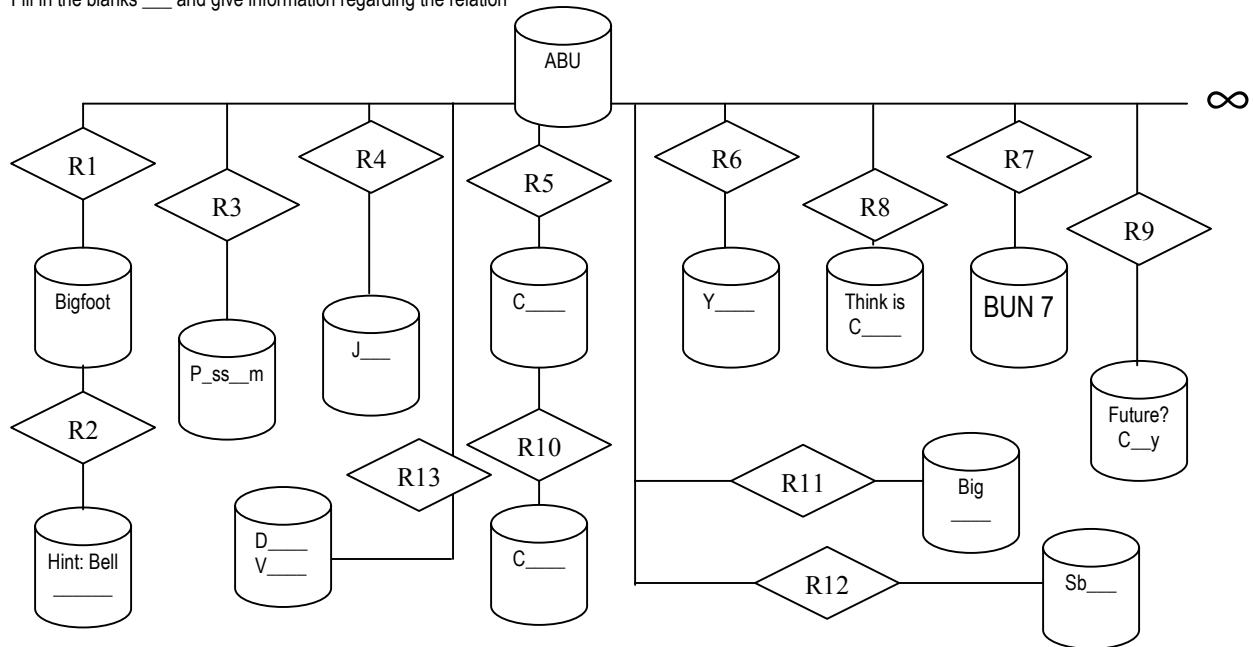 Fill in the blanks ___ and give information regarding the relation
ABU
∞
R1
R3
R4
R5
R6
R8
R7
R9
Bigfoot
P_ss__m
J___
C____
Y____
Think is
C____
BUN 7
Future?
C__y
R2
R13
R10
R11
Big
____
Hint: Bell
______
D____
V____
C____
R12
Sb___